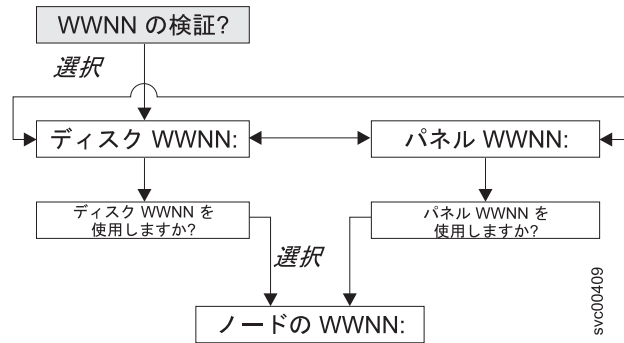 WWNN の検証?
選択
ディスク WWNN:
パネル WWNN:
ディスク WWNN を
使用しますか?
パネル WWNN を
使用しますか?
選択
ノードの WWNN:
svc00409